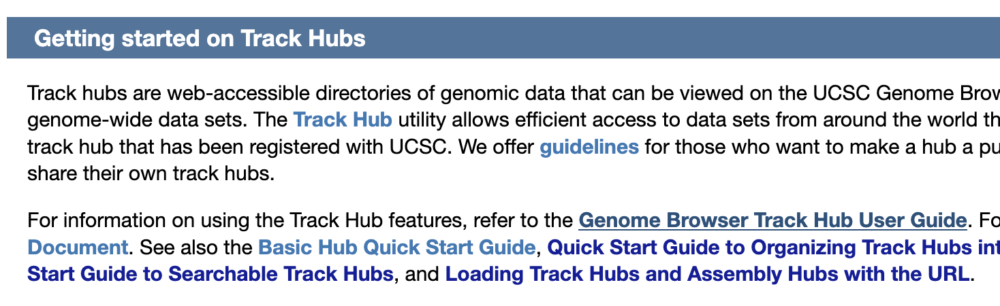 Getting started on Track Hubs
Track hubs are web-accessible directories of genomic data that can be viewed on the UCSC Genome Brow
genome-wide data sets. The Track Hub utility allows efficient access to data sets from around the world th
track hub that has been registered with UCSC. We offer guidelines for those who want to make a hub a pu
share their own track hubs.
For information on using the Track Hub features, refer to the Genome Browser Track Hub User Guide. Fo
Document. See also the Basic Hub Quick Start Guide, Quick Start Guide to Organizing Track Hubs int
Start Guide to Searchable Track Hubs, and Loading Track Hubs and Assembly Hubs with the URL.